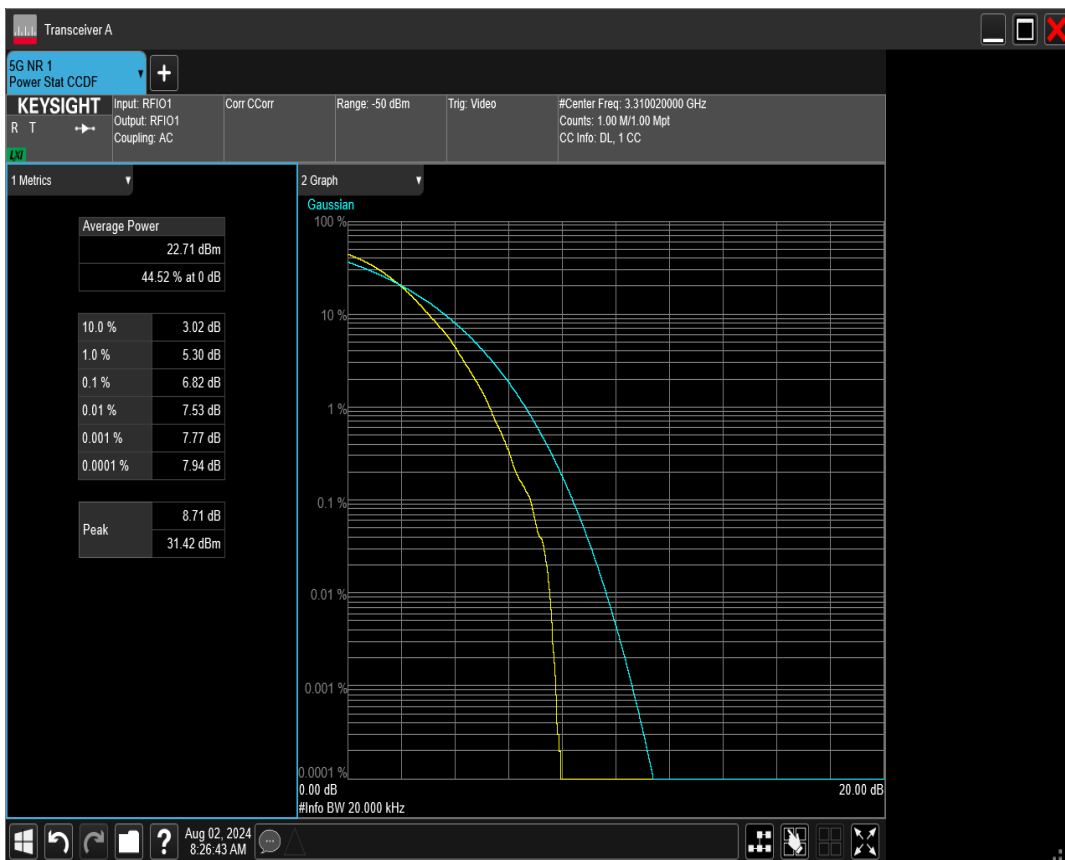 Transceiver A
5G NR 1
Power Stat CCDF
KEYSIGHT
R T
LXI
Input: RFIO1
Output: RFIO1
Coupling: AC
Corr CCorr
Range: -50 dBm
Trig: Video
#Center Freq: 3.310020000 GHz
Counts: 1.00 M/1.00 Mpt
CC Info: DL, 1 CC
1 Metrics
Average Power
22.71 dBm
44.52 % at 0 dB
10.0 % 3.02 dB
1.0 % 5.30 dB
0.1 % 6.82 dB
0.01 % 7.53 dB
0.001 % 7.77 dB
0.0001 % 7.94 dB
Peak
8.71 dB
31.42 dBm
2 Graph
Gaussian
100 %
10 %
1 %
0.1 %
0.01 %
0.001 %
0.0001 %
0.00 dB 20.00 dB
#Info BW 20.000 kHz
?
Aug 02, 2024
8:26:43 AM